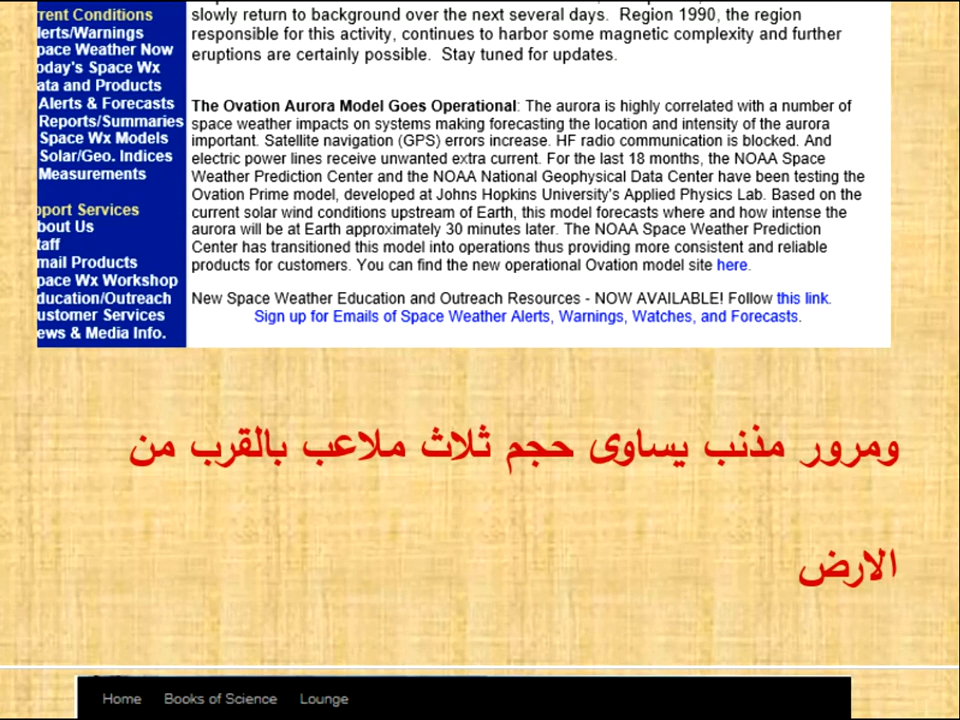 rrent Conditions
lerts/Warnings
pace Weather Now
oday's Space Wx
ata and Products
Alerts & Forecasts
Reports/Summaries
Space Wx Models
Solar/Geo. Indices
Measurements
pport Services
bout Us
taff
mail Products
pace Wx Workshop
ducation/Outreach
ustomer Services
ews & Media Info.
slowly return to background over the next several days. Region 1990, the region
responsible for this activity, continues to harbor some magnetic complexity and further
eruptions are certainly possible. Stay tuned for updates.
The Ovation Aurora Model Goes Operational: The aurora is highly correlated with a number of
space weather impacts on systems making forecasting the location and intensity of the aurora
important. Satellite navigation (GPS) errors increase. HF radio communication is blocked. And
electric power lines receive unwanted extra current. For the last 18 months, the NOAA Space
Weather Prediction Center and the NOAA National Geophysical Data Center have been testing the
Ovation Prime model, developed at Johns Hopkins University's Applied Physics Lab. Based on the
current solar wind conditions upstream of Earth, this model forecasts where and how intense the
aurora will be at Earth approximately 30 minutes later. The NOAA Space Weather Prediction
Center has transitioned this model into operations thus providing more consistent and reliable
products for customers. You can find the new operational Ovation model site here.
New Space Weather Education and Outreach Resources - NOW AVAILABLE! Follow this link.
Sign up for Emails of Space Weather Alerts, Warnings, Watches, and Forecasts.
ومرور مذنب يساوى حجم ثلاث ملاعب بالقرب من
الارض
Home Books of Science Lounge